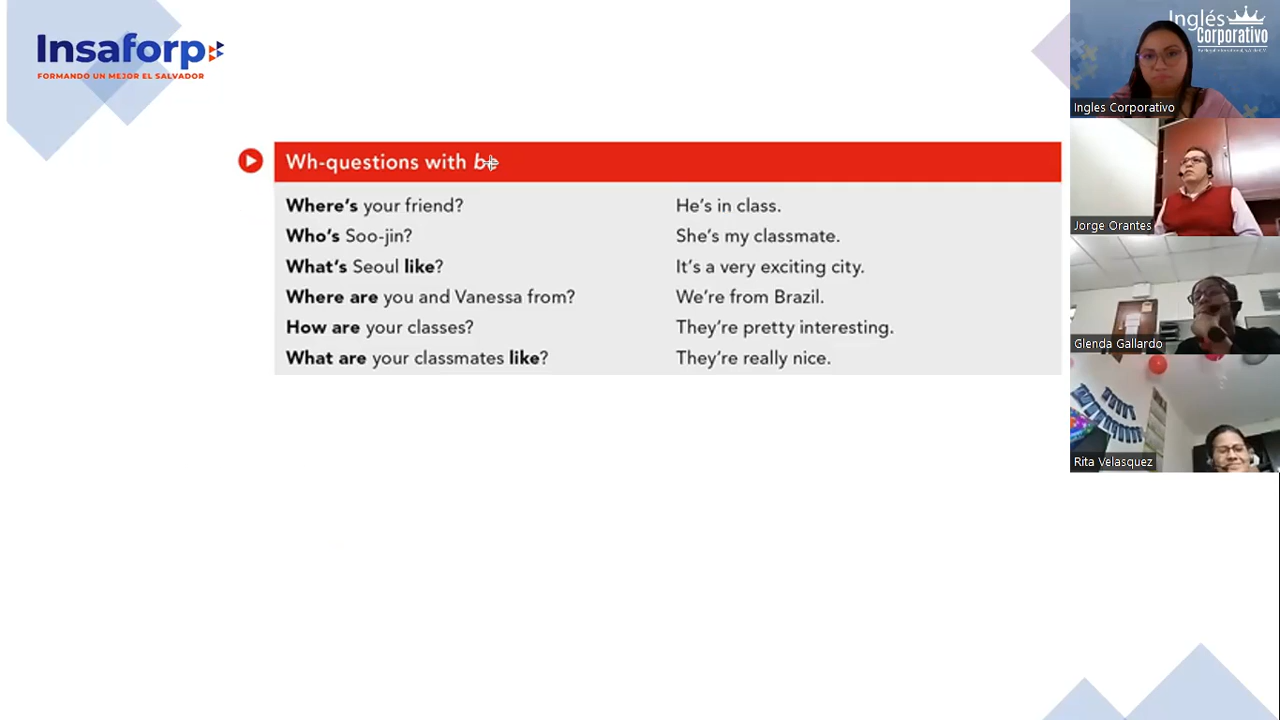 Insaforp
FORMANDO UN MEJOR EL SALVADOR
Wh-questions with be
Where's your friend? He's in class.
Who's Soo-jin? She's my classmate.
What's Seoul like? It's a very exciting city.
Where are you and Vanessa from? We're from Brazil.
How are your classes? They're pretty interesting.
What are your classmates like? They're really nice.
Inglés
Corporativo
Ingles Corporativo
Jorge Orantes
Glenda Gallardo
Rita Velasquez